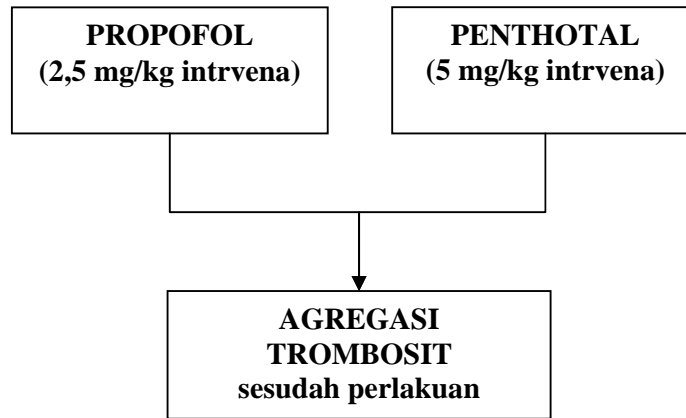 PROPOFOL
(2,5 mg/kg intrvena)
PENTHOTAL
(5 mg/kg intrvena)
AGREGASI
TROMBOSIT
sesudah perlakuan